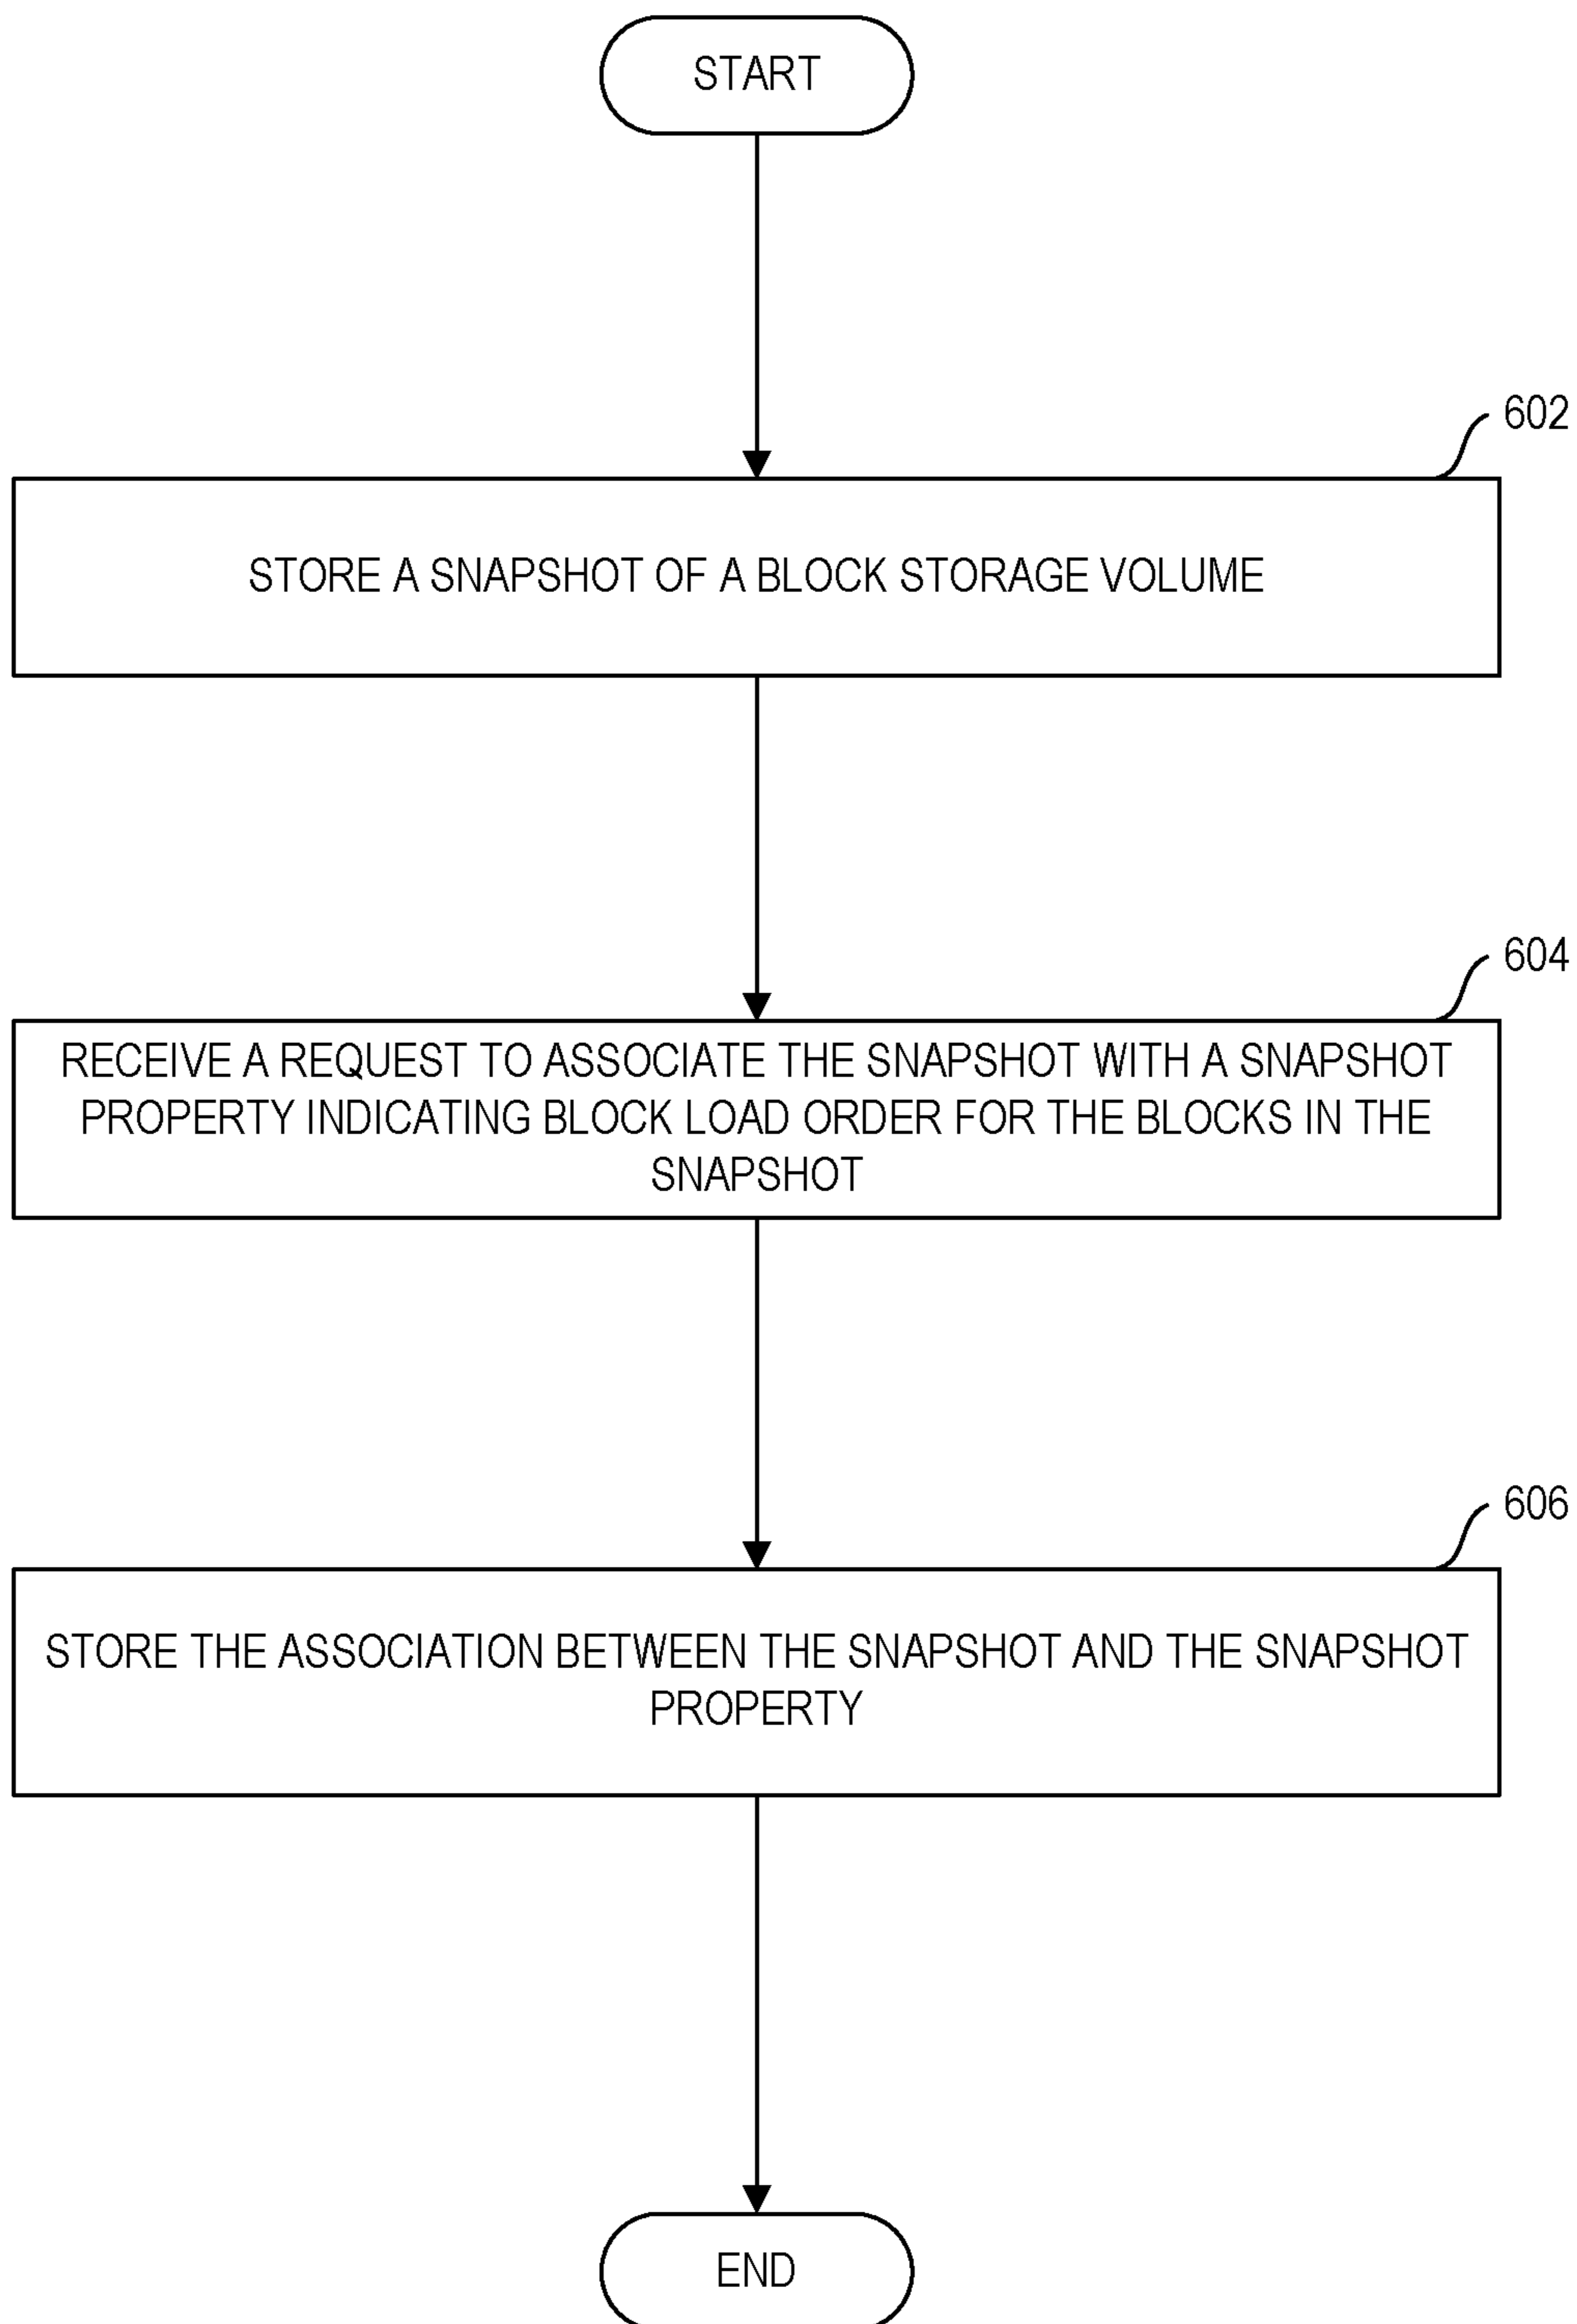 START
602
STORE A SNAPSHOT OF A BLOCK STORAGE VOLUME
604
RECEIVE A REQUEST TO ASSOCIATE THE SNAPSHOT WITH A SNAPSHOT
PROPERTY INDICATING BLOCK LOAD ORDER FOR THE BLOCKS IN THE
SNAPSHOT
606
STORE THE ASSOCIATION BETWEEN THE SNAPSHOT AND THE SNAPSHOT
PROPERTY
END